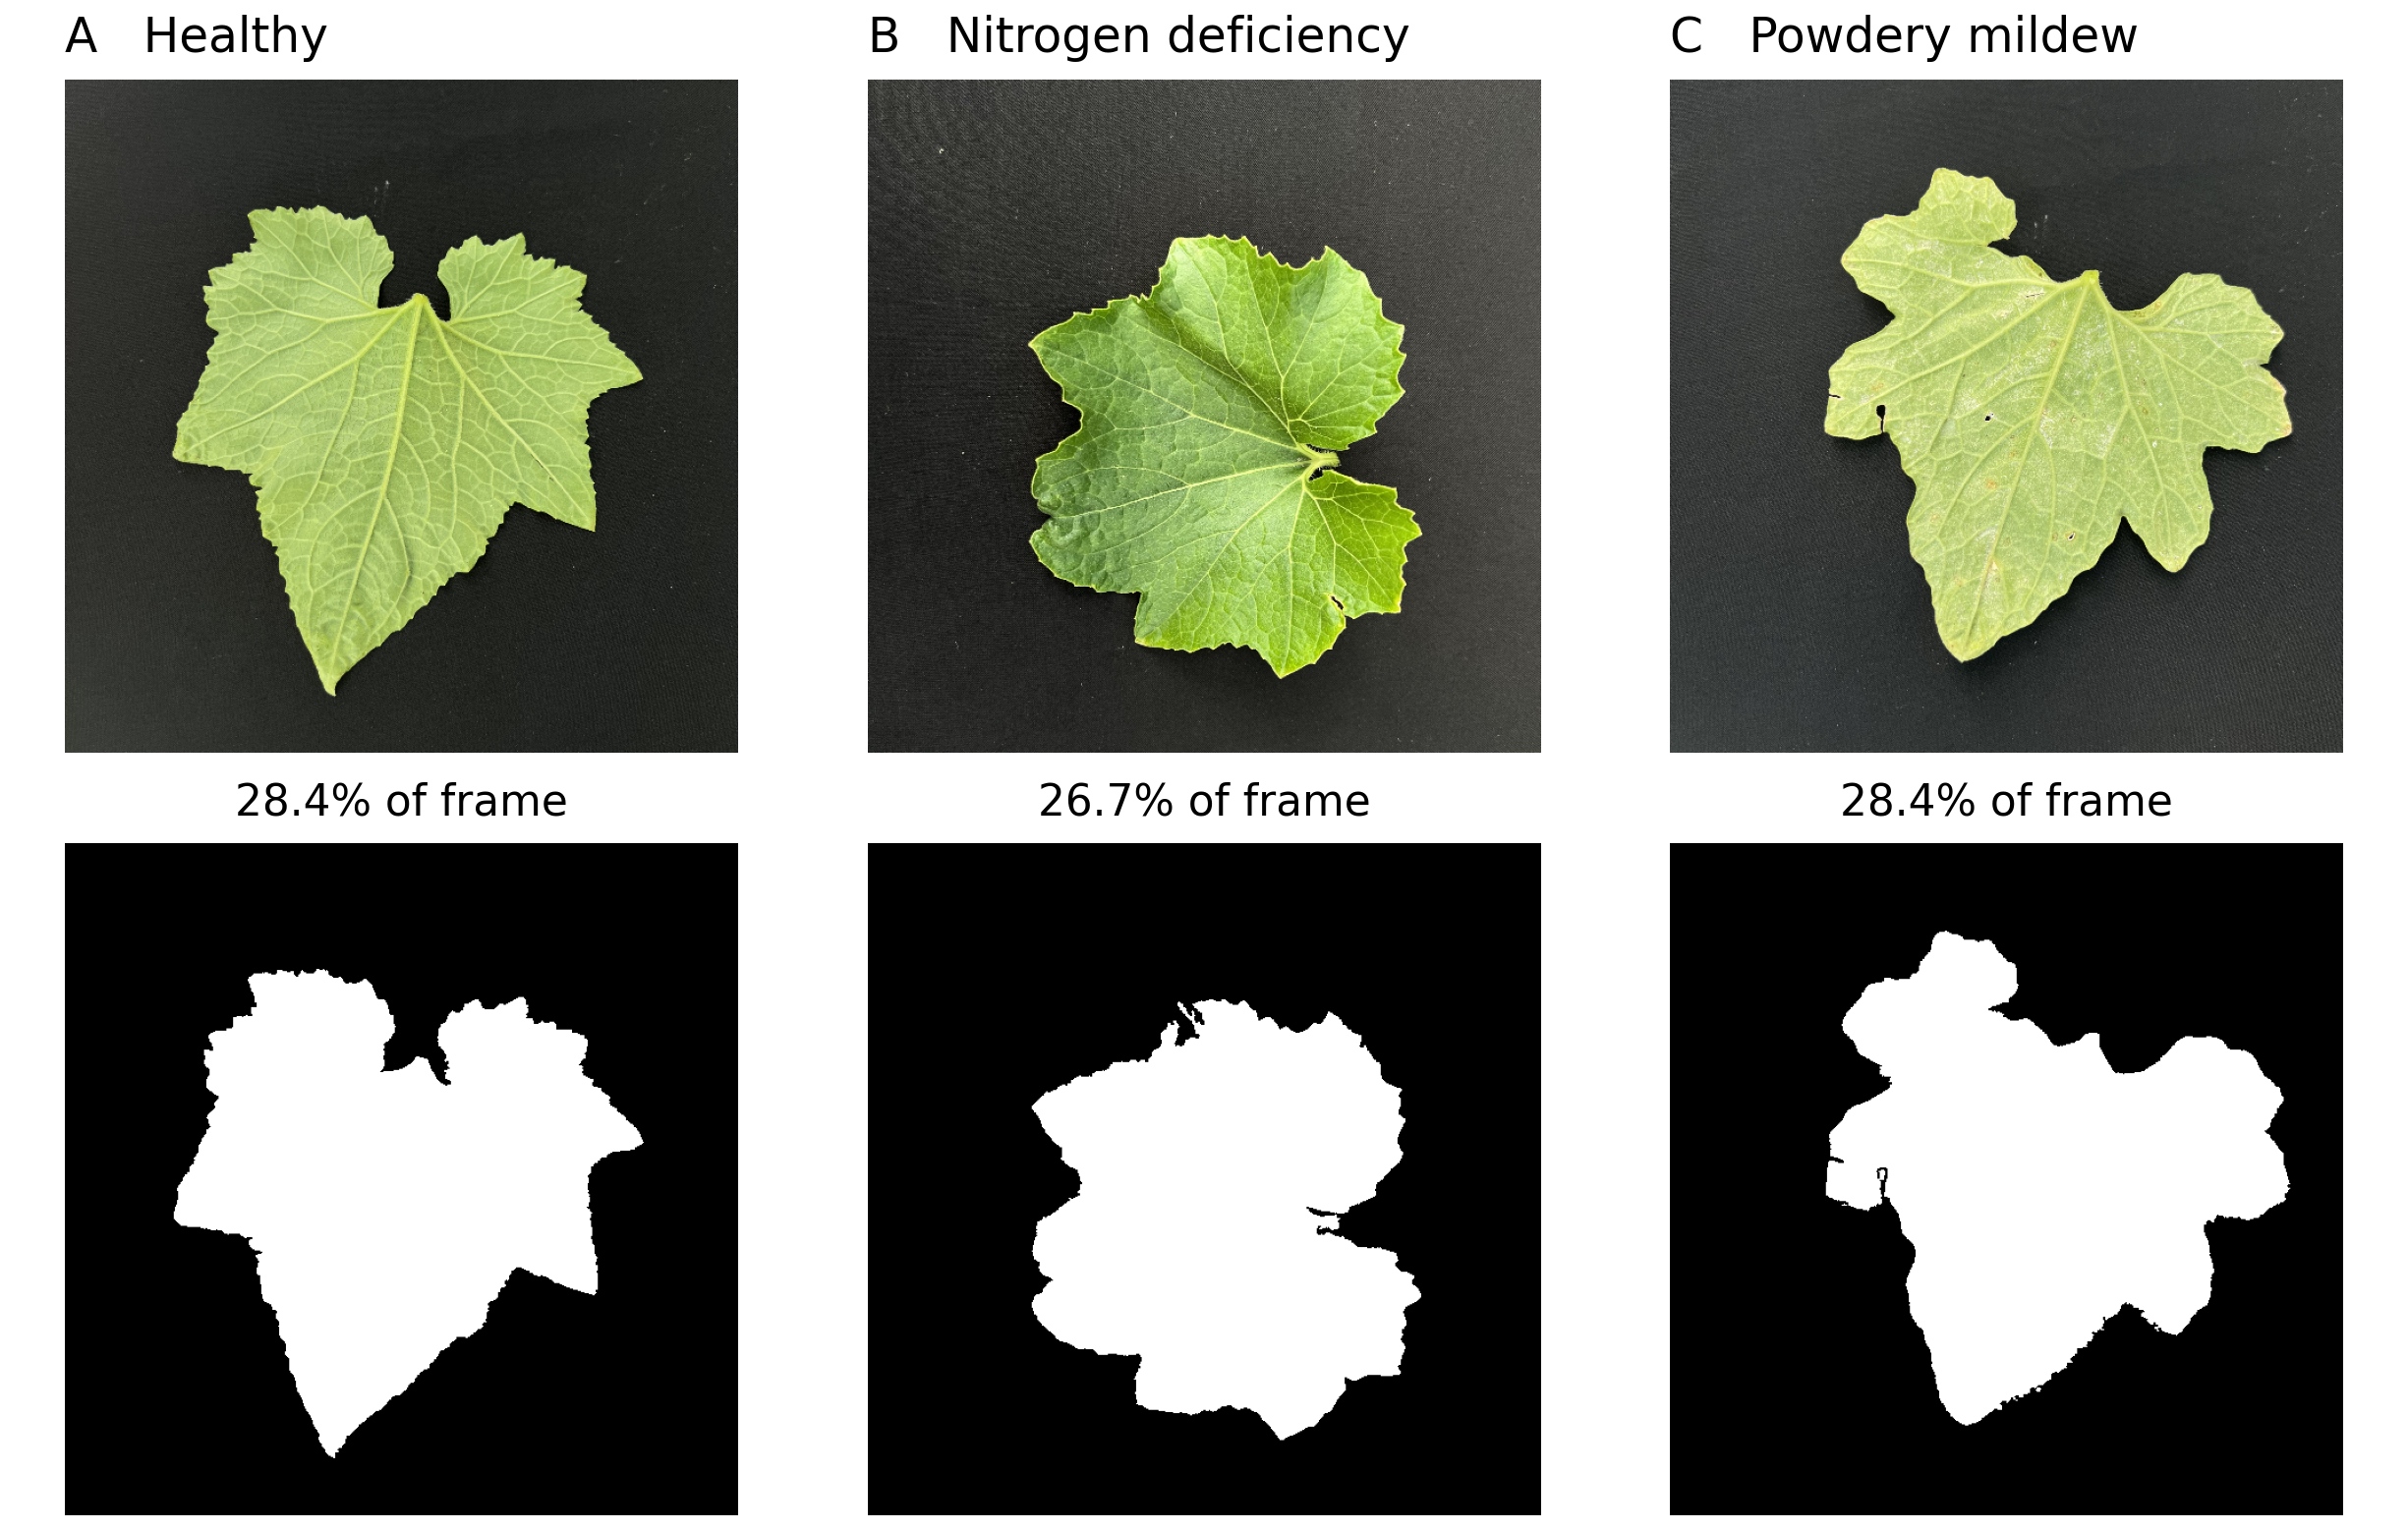 A Healthy
B Nitrogen deficiency
C Powdery mildew
28.4% of frame
26.7% of frame
28.4% of frame